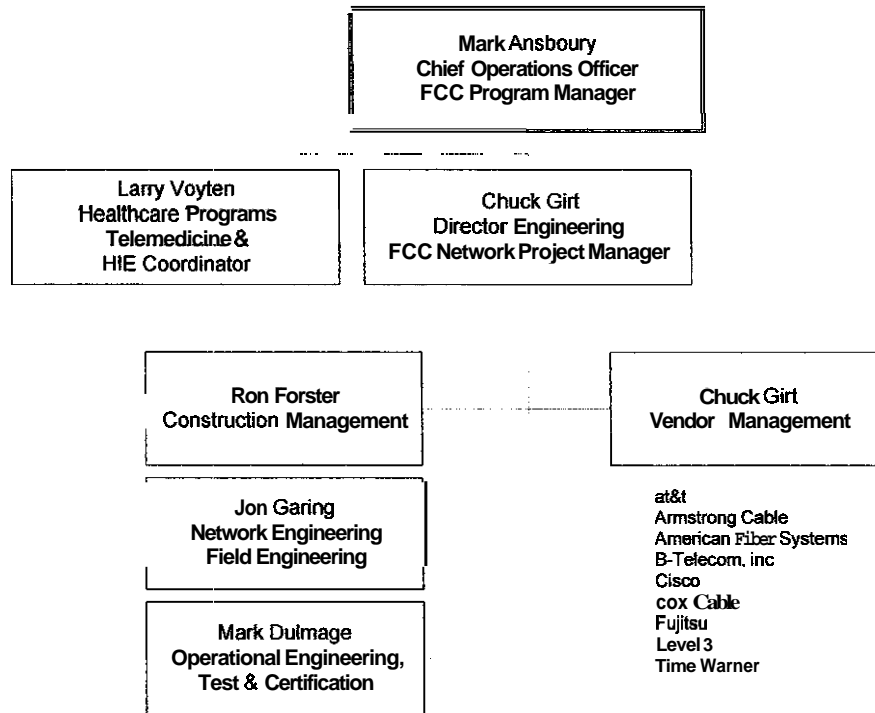 Mark Ansboury
Chief Operations Officer
FCC Program Manager
Larry Voyten
Healthcare Programs
Telemedicine &
HIE Coordinator
Chuck Girt
Director Engineering
FCC Network Project Manager
Ron Forster
Construction Management
Chuck Girt
Vendor Management
Jon Garing
Network Engineering
Field Engineering
Mark Dulmage
Operational Engineering,
Test & Certification
at&t
Armstrong Cable
American Fiber Systems
B-Telecom, inc
Cisco
cox Cable
Fujitsu
Level 3
Time Warner